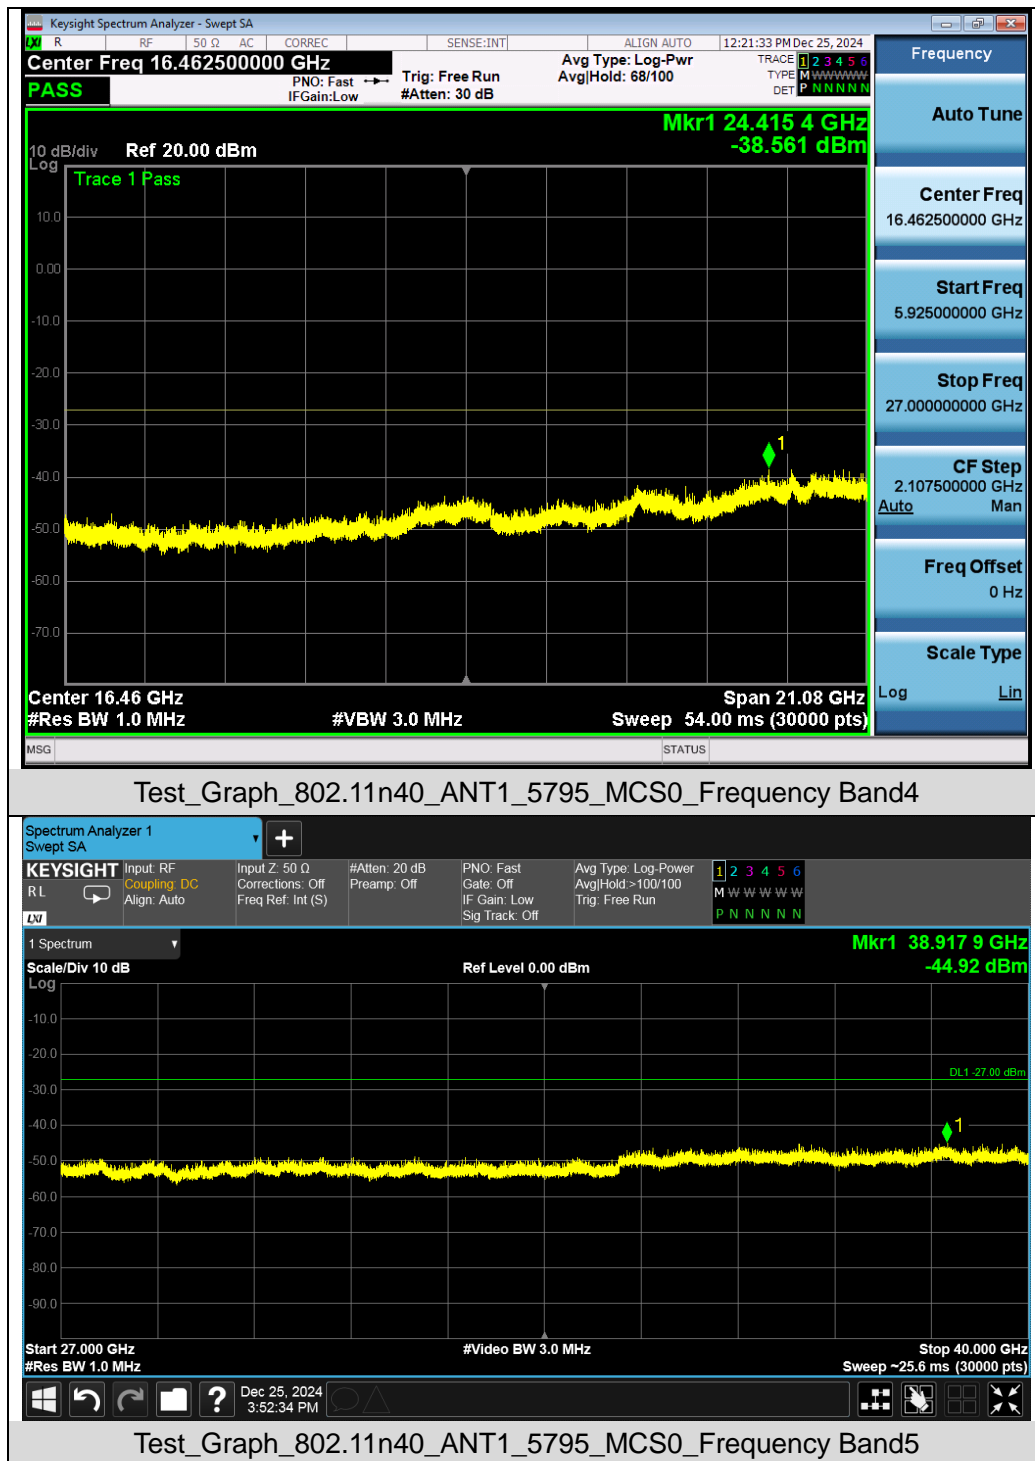 Keysight Spectrum Analyzer - Swept SA
LXI R RF 50 Ω AC CORREC SENSE:INT ALIGN AUTO 12:21:33 PM Dec 25, 2024
Center Freq 16.462500000 GHz
PASS
PNO: Fast
IFGain:Low
Trig: Free Run
#Atten: 30 dB
Avg Type: Log-Pwr
Avg|Hold: 68/100
TRACE 1 2 3 4 5 6
TYPE M WWWWW
DET P N N N N N
Mkr1 24.415 4 GHz
-38.561 dBm
10 dB/div Ref 20.00 dBm
Log
Trace 1 Pass
10.0
0.00
-10.0
-20.0
-30.0
-40.0
-50.0
-60.0
-70.0
1
Center 16.46 GHz Span 21.08 GHz
#Res BW 1.0 MHz #VBW 3.0 MHz Sweep 54.00 ms (30000 pts)
MSG STATUS
Frequency
Auto Tune
Center Freq
16.462500000 GHz
Start Freq
5.925000000 GHz
Stop Freq
27.000000000 GHz
CF Step
2.107500000 GHz
Auto Man
Freq Offset
0 Hz
Scale Type
Log Lin
Test_Graph_802.11n40_ANT1_5795_MCS0_Frequency Band4
Spectrum Analyzer 1
Swept SA
KEYSIGHT
RL
LXI
Input: RF
Coupling: DC
Align: Auto
Input Z: 50 Ω
Corrections: Off
Freq Ref: Int (S)
#Atten: 20 dB
Preamp: Off
PNO: Fast
Gate: Off
IF Gain: Low
Sig Track: Off
Avg Type: Log-Power
Avg|Hold:>100/100
Trig: Free Run
1 2 3 4 5 6
M W W W W W
P N N N N N
1 Spectrum
Mkr1 38.917 9 GHz
-44.92 dBm
Scale/Div 10 dB Ref Level 0.00 dBm
Log
-10.0
-20.0
DL1 -27.00 dBm
-30.0
-40.0
-50.0
-60.0
-70.0
-80.0
-90.0
1
Start 27.000 GHz #Video BW 3.0 MHz Stop 40.000 GHz
#Res BW 1.0 MHz Sweep ~25.6 ms (30000 pts)
?
Dec 25, 2024
3:52:34 PM
Test_Graph_802.11n40_ANT1_5795_MCS0_Frequency Band5